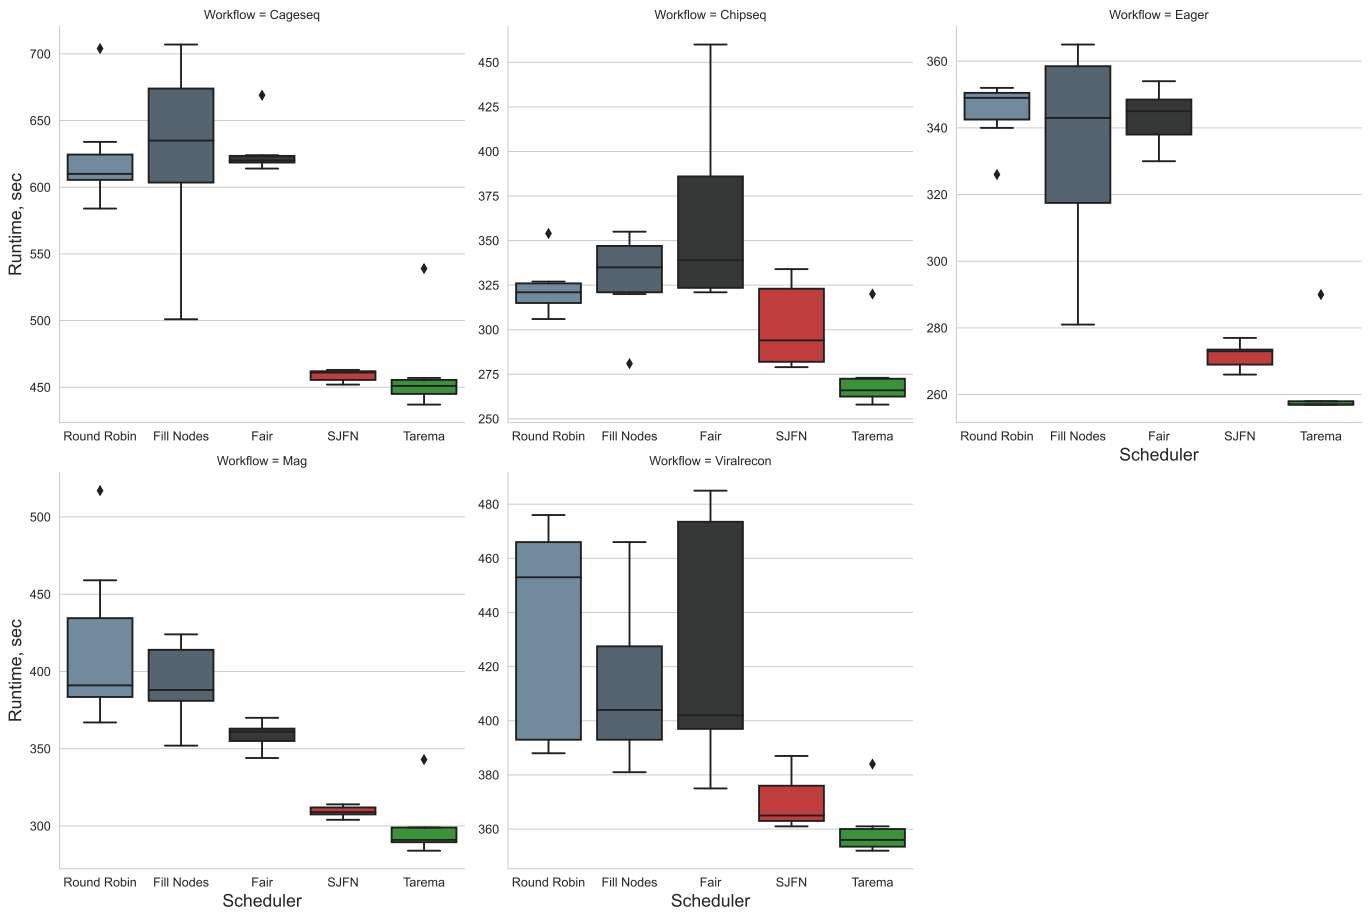 Workflow = Cageseq
Runtime, sec
700
650
600
550
500
450
Round Robin Fill Nodes Fair SJFN Tarema
Workflow = Chipseq
450
425
400
375
350
325
300
275
250
Round Robin Fill Nodes Fair SJFN Tarema
Workflow = Eager
360
340
320
300
280
260
Round Robin Fill Nodes Fair SJFN Tarema
Scheduler
Workflow = Mag
Runtime, sec
500
450
400
350
300
Round Robin Fill Nodes Fair SJFN Tarema
Scheduler
Workflow = Viralrecon
480
460
440
420
400
380
360
Round Robin Fill Nodes Fair SJFN Tarema
Scheduler